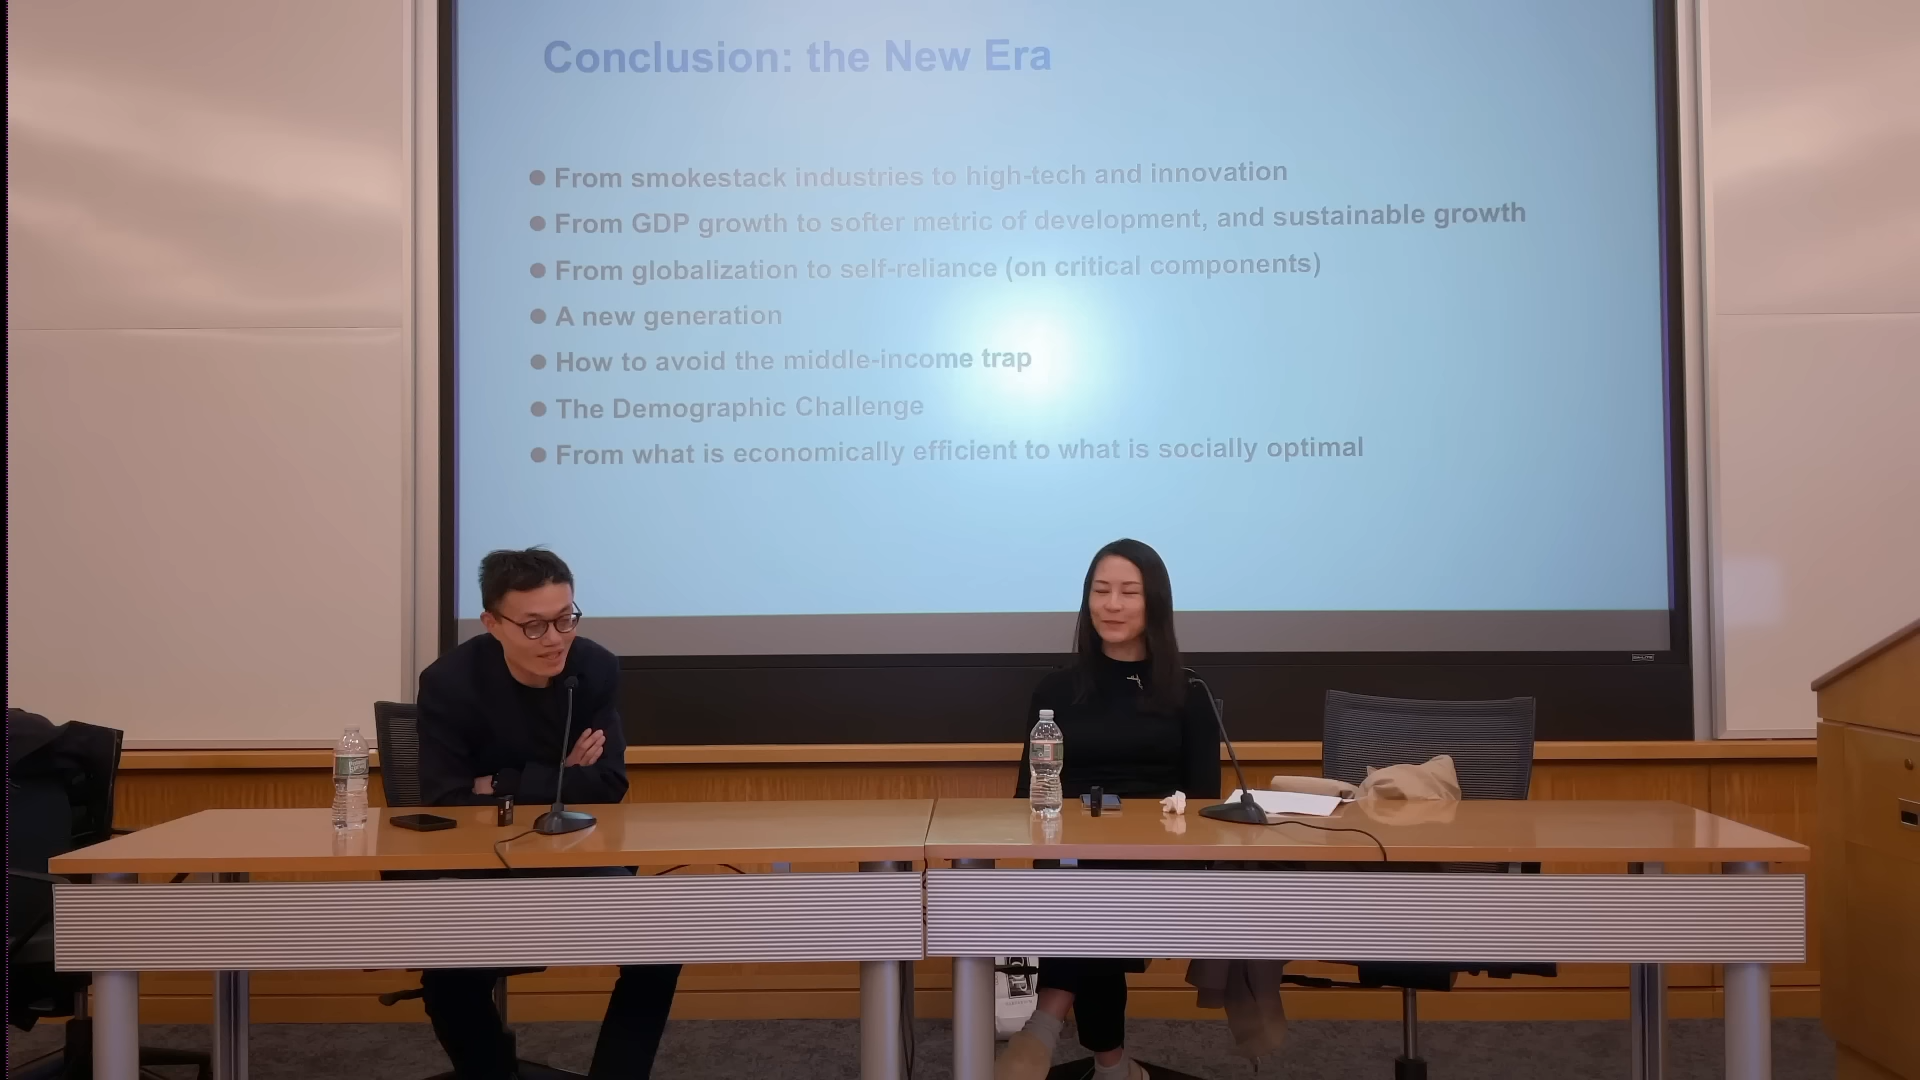 Conclusion: the New Era
● From smokestack industries to high-tech and innovation
● From GDP growth to softer metric of development, and sustainable growth
● From globalization to self-reliance (on critical components)
● A new generation
● How to avoid the middle-income trap
● The Demographic Challenge
● From what is economically efficient to what is socially optimal